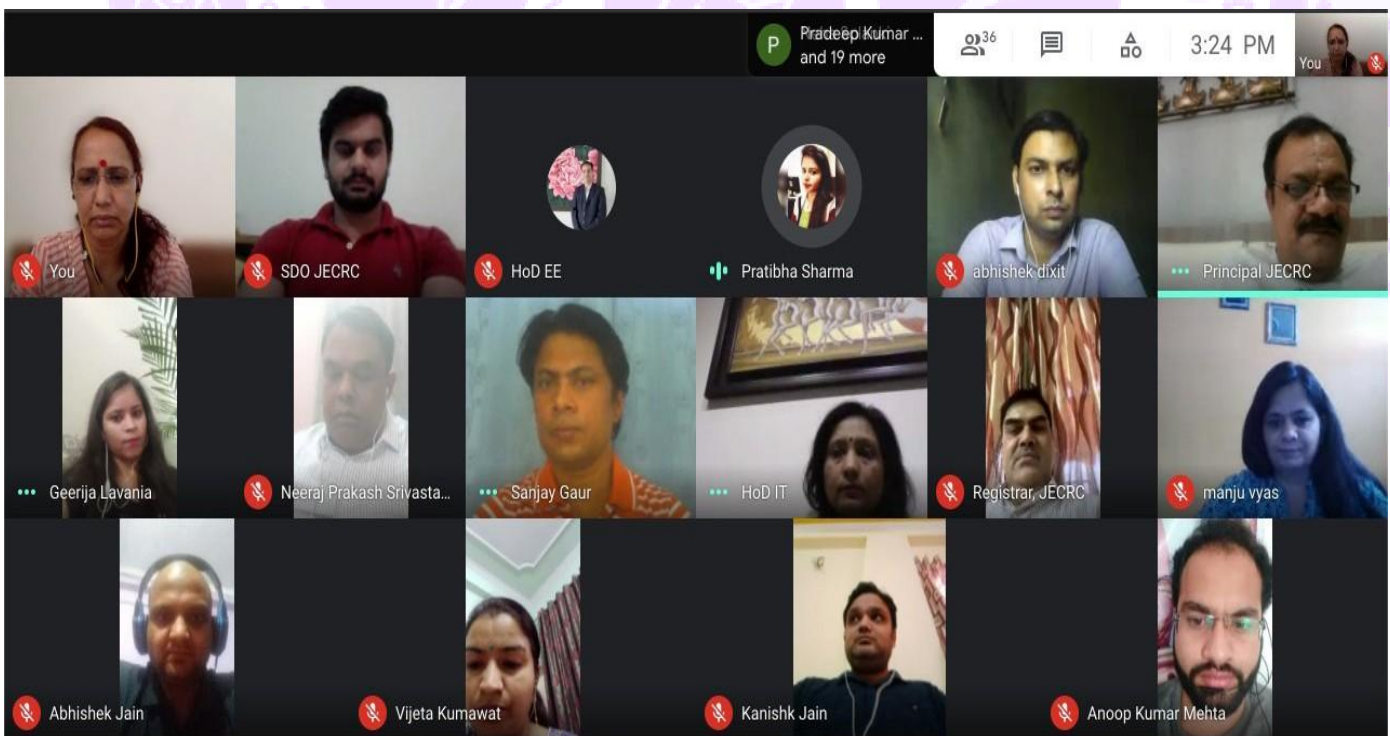 P
Pradeep Kumar ...
and 19 more
36
3:24 PM
You
You
SDO JECRC
HoD EE
Pratibha Sharma
abhishek dixit
Principal JECRC
Geerija Lavania
Neeraj Prakash Srivasta...
Sanjay Gaur
HoD IT
Registrar, JECRC
manju vyas
Abhishek Jain
Vijeta Kumawat
Kanishk Jain
Anoop Kumar Mehta